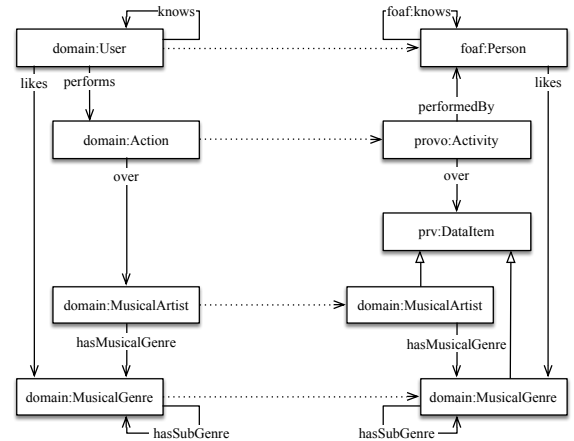 knows
foaf:knows
domain:User
foaf:Person
likes
performs
likes
performedBy
domain:Action
provo:Activity
over
over
prv:DataItem
domain:MusicalArtist
domain:MusicalArtist
hasMusicalGenre
hasMusicalGenre
domain:MusicalGenre
domain:MusicalGenre
hasSubGenre
hasSubGenre